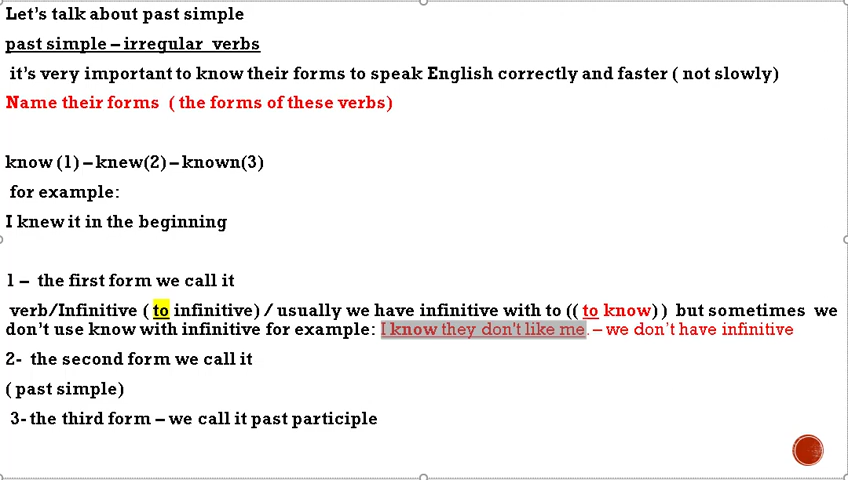 Let's talk about past simple
past simple – irregular verbs
it's very important to know their forms to speak English correctly and faster ( not slowly)
Name their forms ( the forms of these verbs)
know (1) – knew(2) – known(3)
for example:
I knew it in the beginning
1 – the first form we call it
verb/Infinitive ( to infinitive) / usually we have infinitive with to (( to know)) but sometimes we
don't use know with infinitive for example: I know they don't like me. – we don't have infinitive
2- the second form we call it
( past simple)
3- the third form – we call it past participle